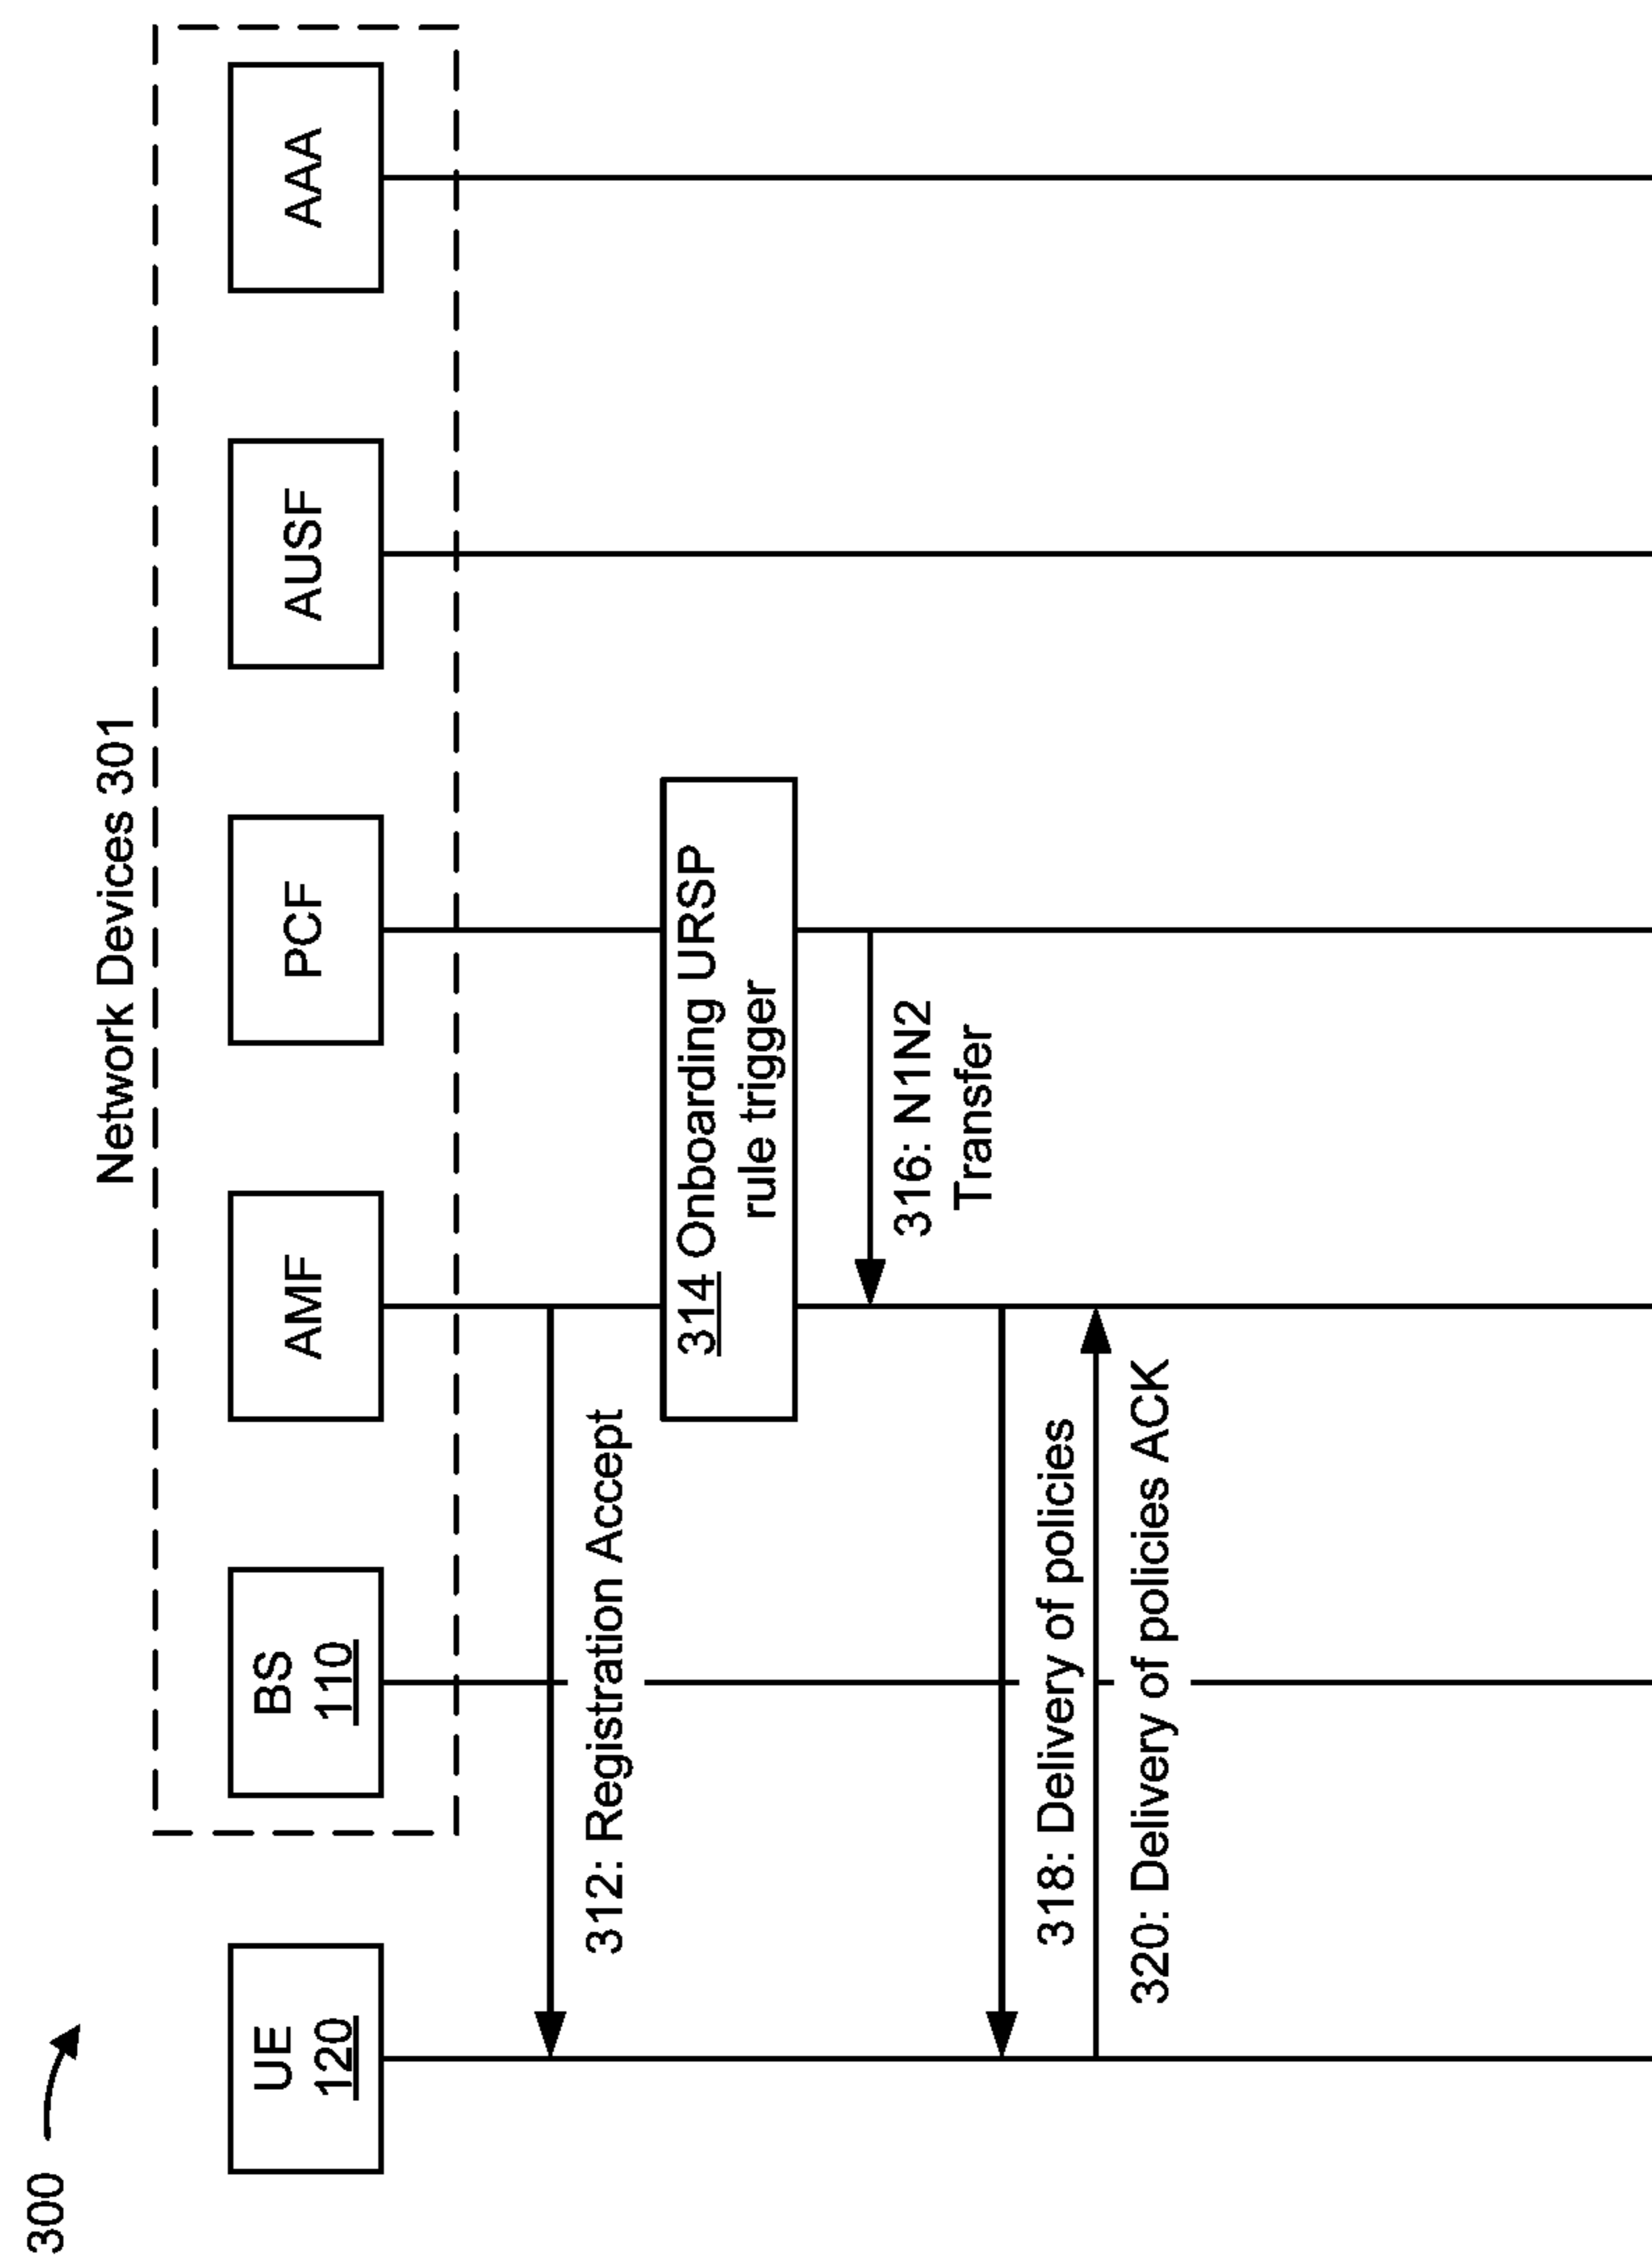 300
Network Devices 301
UE
120
BS
110
AMF
PCF
AUSF
AAA
312: Registration Accept
314 Onboarding URSP
rule trigger
316: N1N2
Transfer
318: Delivery of policies
320: Delivery of policies ACK